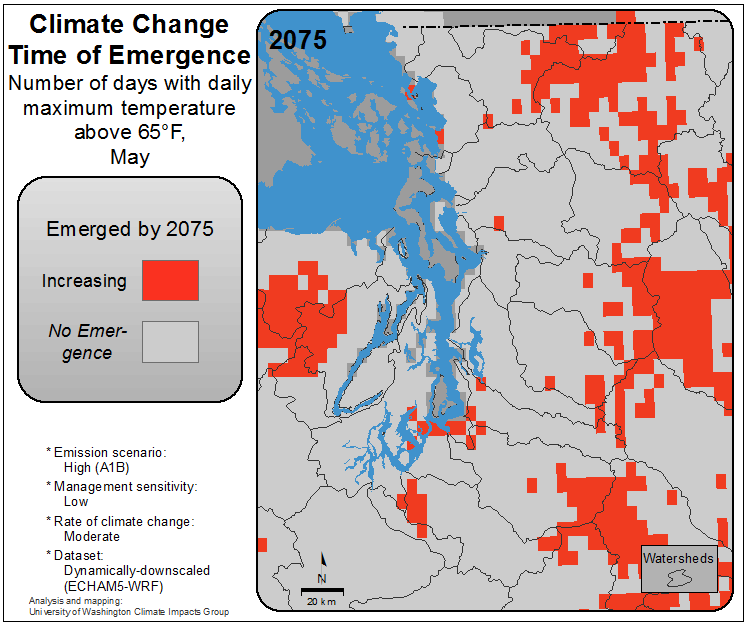 Climate Change
Time of Emergence
Number of days with daily
maximum temperature
above 65°F,
May
Emerged by 2075
Increasing
No Emer-
gence
* Emission scenario:
High (A1B)
* Management sensitivity:
Low
* Rate of climate change:
Moderate
* Dataset:
Dynamically-downscaled
(ECHAM5-WRF)
Analysis and mapping:
University of Washington Climate Impacts Group
2075
N
20 km
Watersheds